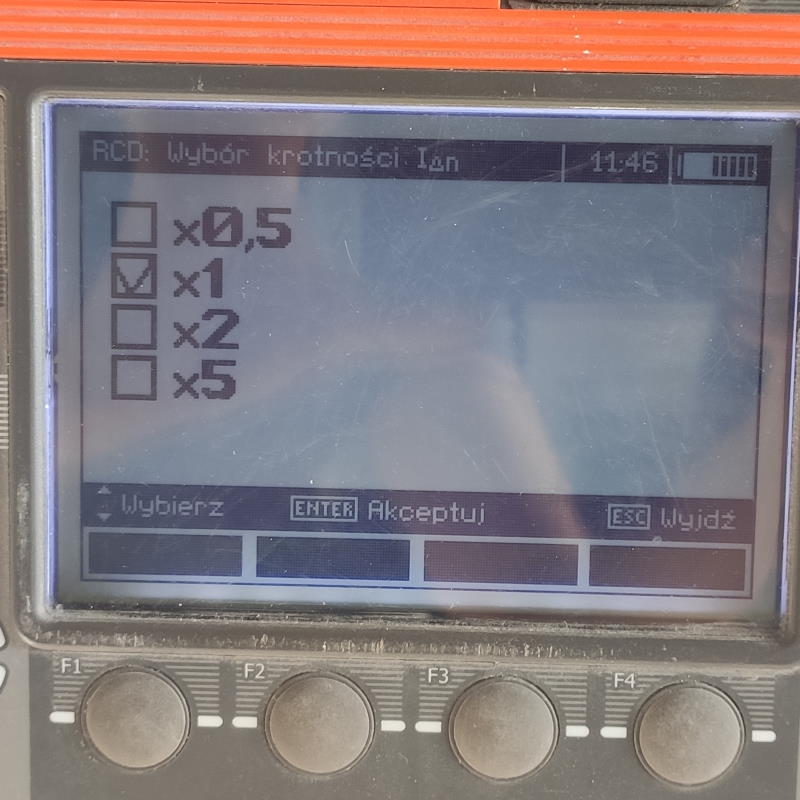 RCD: Wybór krotności I∆n 11:46
x0,5
x1
x2
x5
Wybierz ENTER Akceptuj ESC Wyjdź
F1 F2 F3 F4